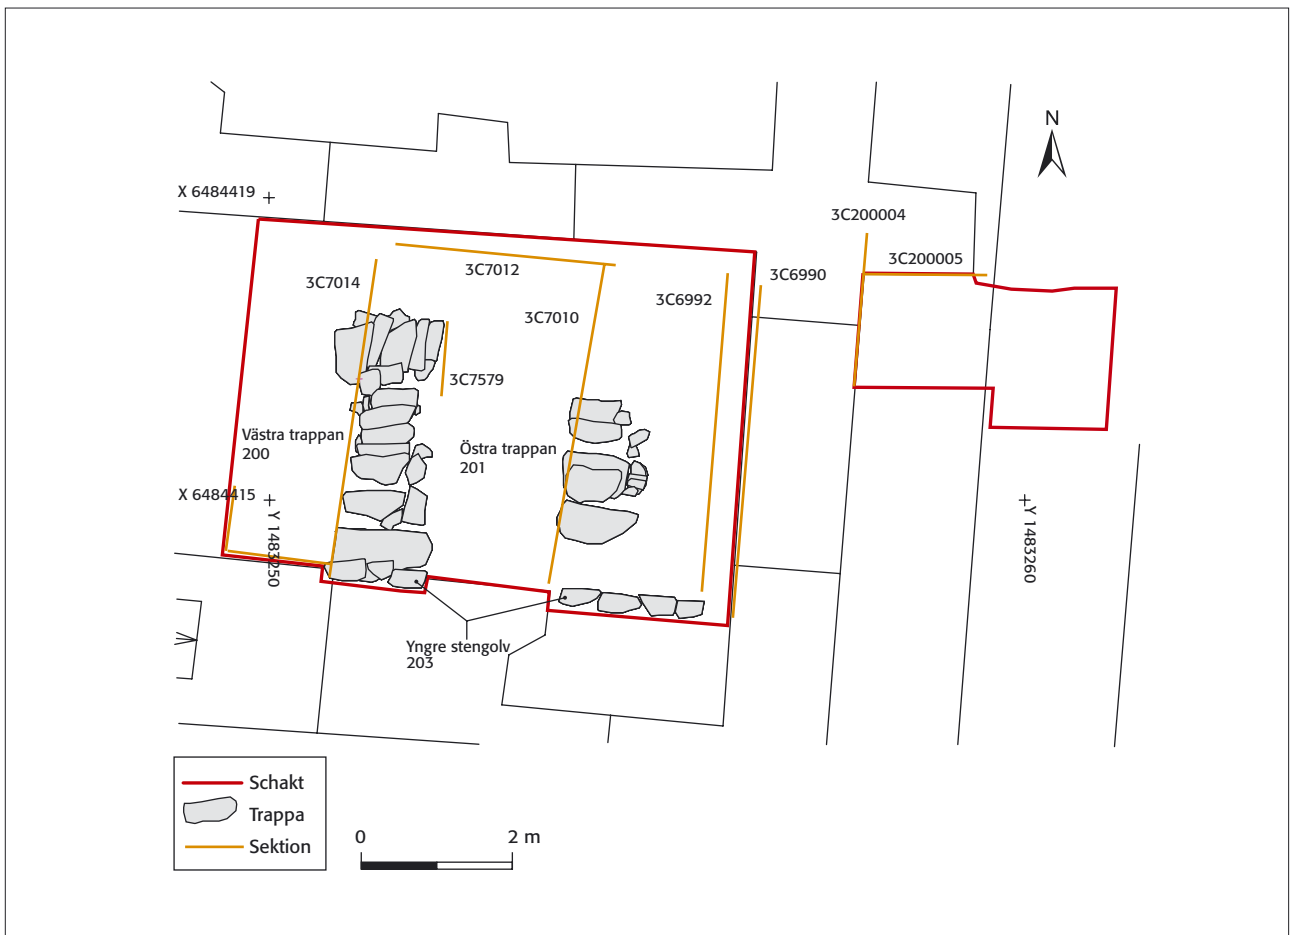 N
X 6484419
3C200004
3C200005
3C7012
3C6990
3C7014
3C6992
3C7010
3C7579
Västra trappan
200
Östra trappan
201
X 6484415
Y 1483250
Y 1483260
Yngre stengolv
203
Schakt
Trappa
Sektion
0 2 m